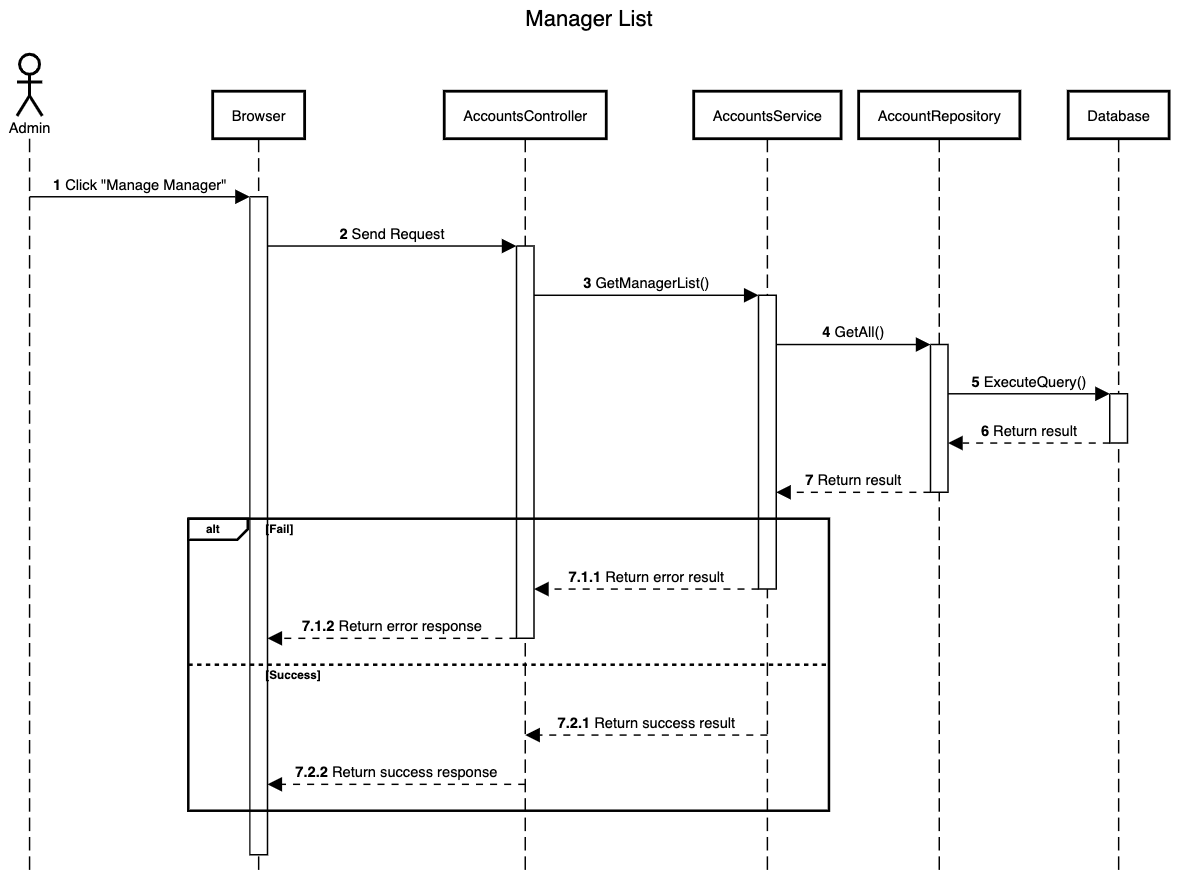 Manager List
Admin
Browser
AccountsController
AccountsService
AccountRepository
Database
1 Click "Manage Manager"
2 Send Request
3 GetManagerList()
4 GetAll()
5 ExecuteQuery()
6 Return result
7 Return result
alt
[Fail]
7.1.1 Return error result
7.1.2 Return error response
[Success]
7.2.1 Return success result
7.2.2 Return success response